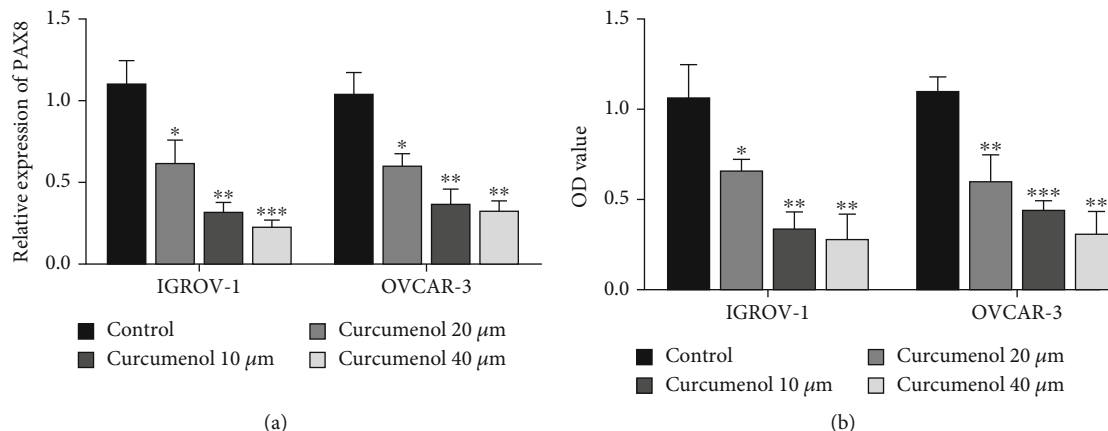 Relative expression of PAX8
1.5
1.0
0.5
0.0
*
**
***
*
**
**
IGROV-1
OVCAR-3
Control
Curcumenol 10 μm
Curcumenol 20 μm
Curcumenol 40 μm
(a)
OD value
1.5
1.0
0.5
0.0
*
**
**
**
***
**
IGROV-1
OVCAR-3
Control
Curcumenol 10 μm
Curcumenol 20 μm
Curcumenol 40 μm
(b)